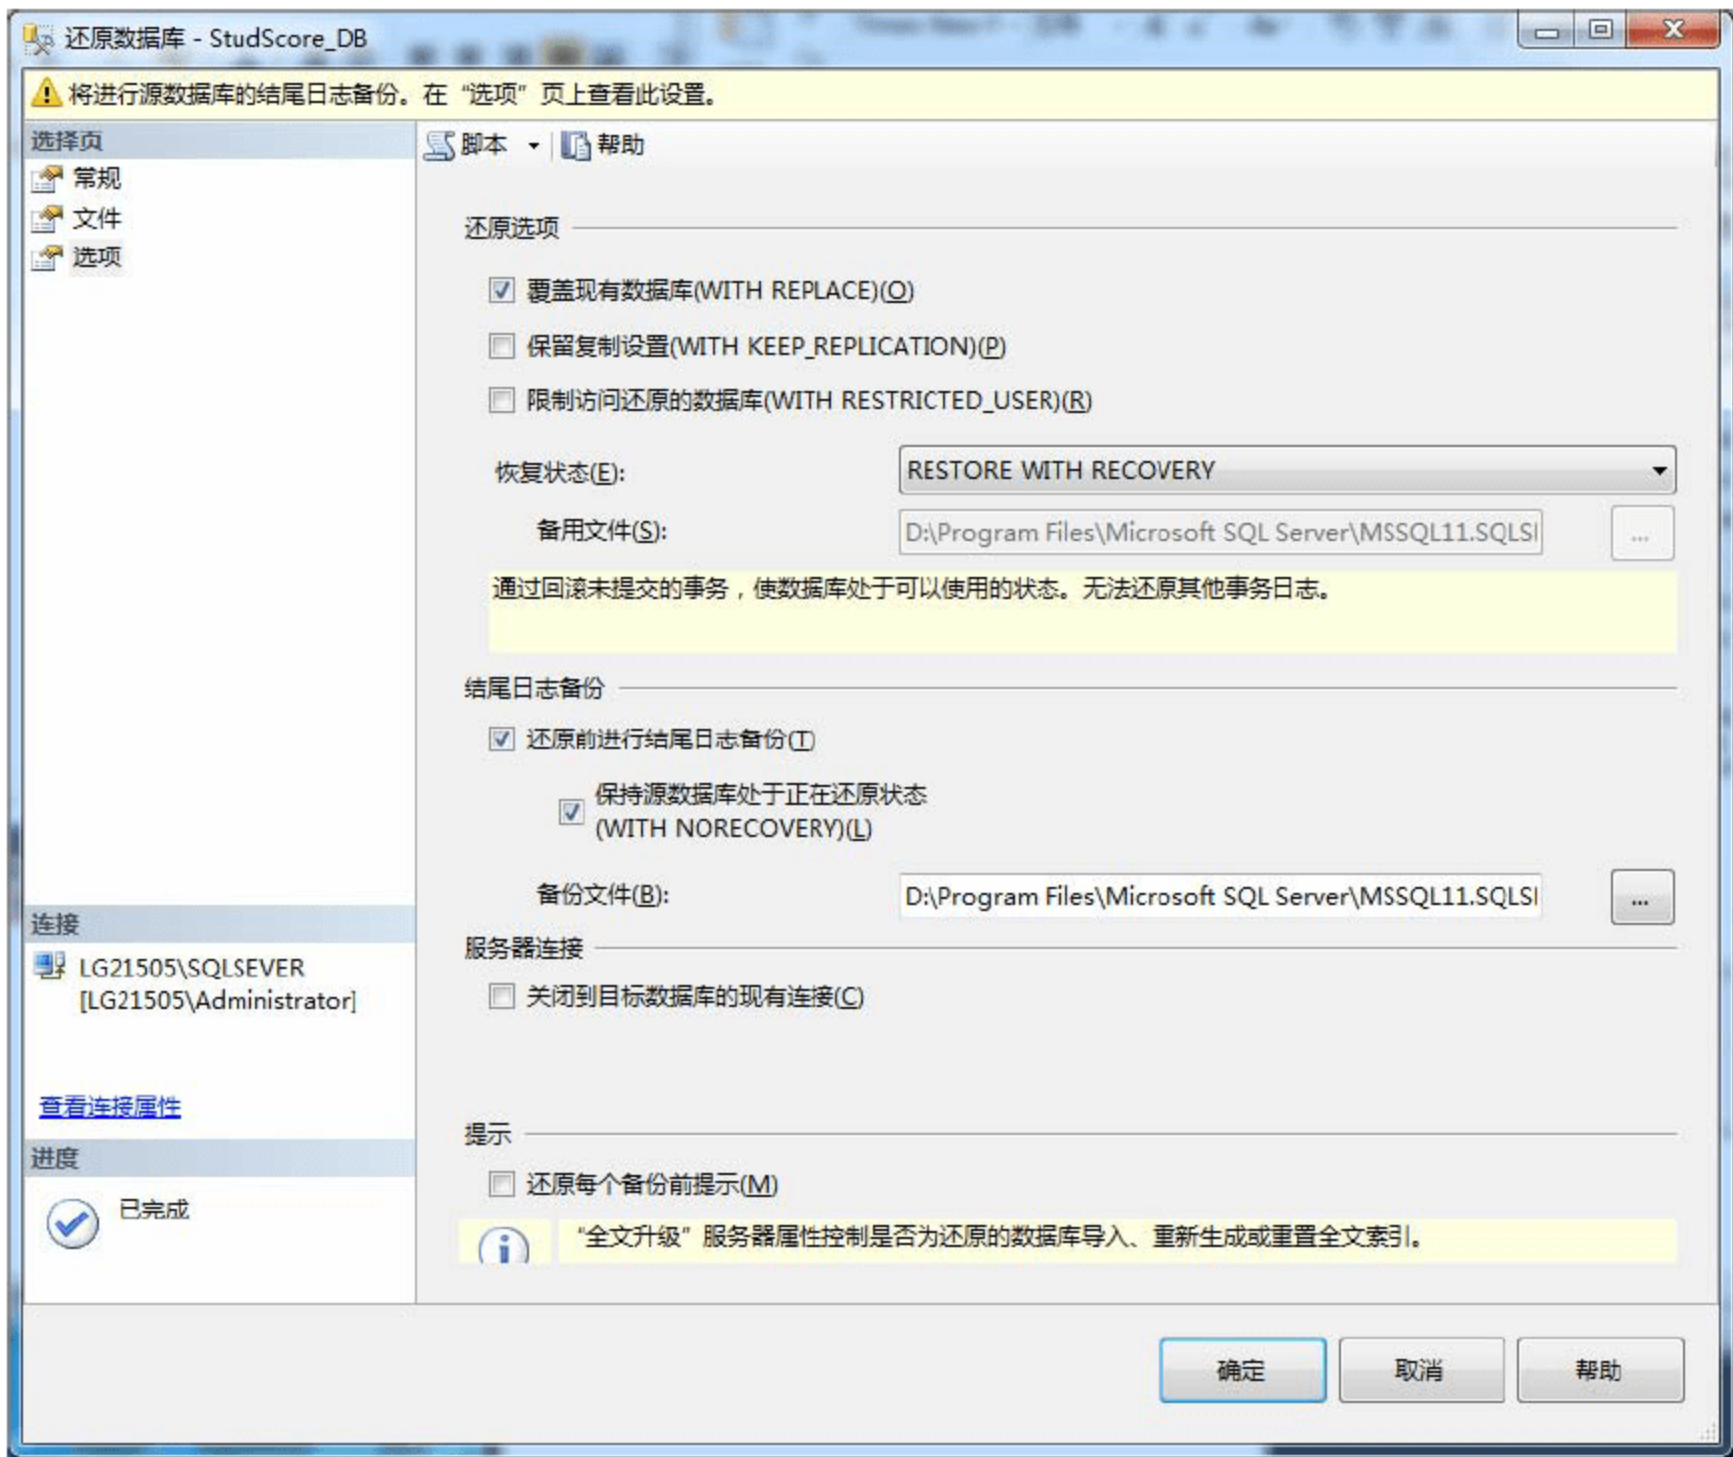 还原数据库 - StudScore_DB
将进行源数据库的结尾日志备份。在“选项”页上查看此设置。
选择页
常规
文件
选项
脚本
帮助
还原选项
覆盖现有数据库(WITH REPLACE)(O)
保留复制设置(WITH KEEP_REPLICATION)(P)
限制访问还原的数据库(WITH RESTRICTED_USER)(R)
恢复状态(E):
RESTORE WITH RECOVERY
备用文件(S):
D:\Program Files\Microsoft SQL Server\MSSQL11.SQLSI
...
通过回滚未提交的事务，使数据库处于可以使用的状态。无法还原其他事务日志。
结尾日志备份
还原前进行结尾日志备份(T)
保持源数据库处于正在还原状态
(WITH NORECOVERY)(L)
备份文件(B):
D:\Program Files\Microsoft SQL Server\MSSQL11.SQLSI
...
服务器连接
关闭到目标数据库的现有连接(C)
连接
LG21505\SQLSEVER
[LG21505\Administrator]
查看连接属性
进度
已完成
提示
还原每个备份前提示(M)
“全文升级”服务器属性控制是否为还原的数据库导入、重新生成或重置全文索引。
确定
取消
帮助